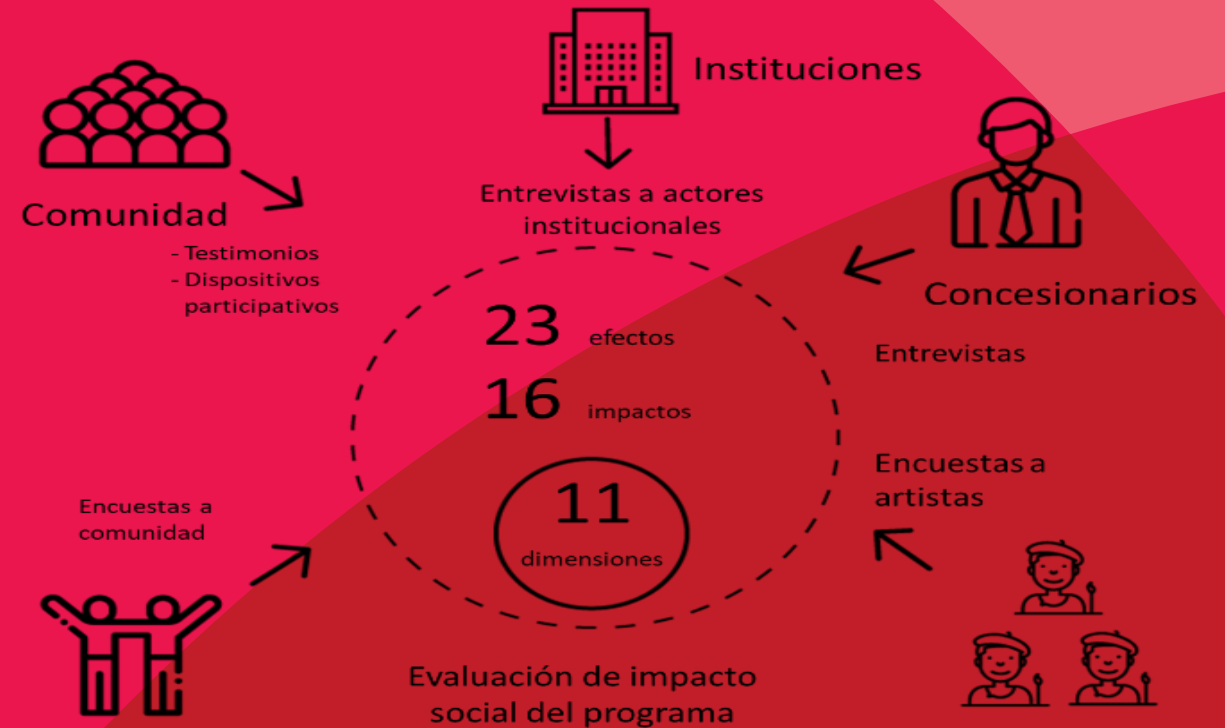 Instituciones
Comunidad
- Testimonios
- Dispositivos
participativos
Entrevistas a actores
institucionales
Concesionarios
Entrevistas
23 efectos
16 impactos
11
dimensiones
Encuestas a
artistas
Encuestas a
comunidad
Evaluación de impacto
social del programa